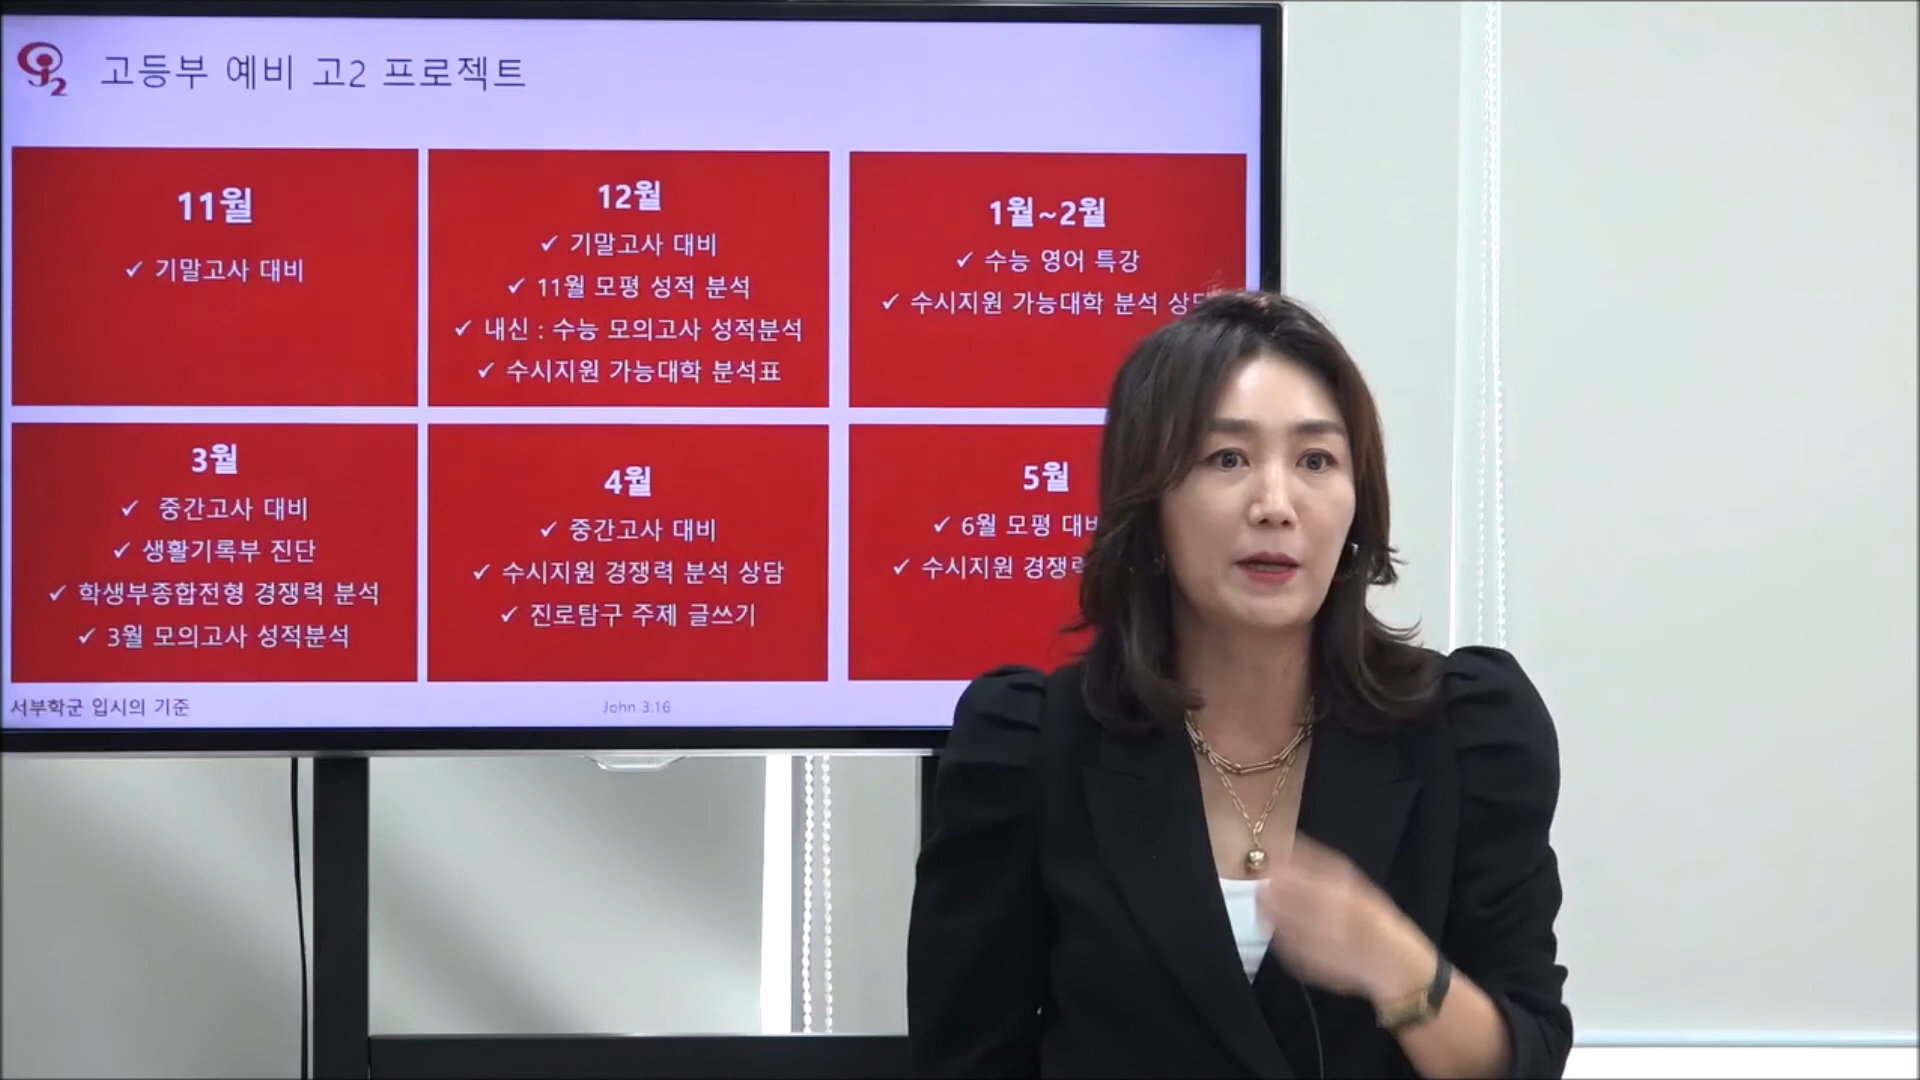 고등부 예비 고2 프로젝트
11월
✓ 기말고사 대비
12월
✓ 기말고사 대비
✓ 11월 모평 성적 분석
✓ 내신 : 수능 모의고사 성적분석
✓ 수시지원 가능대학 분석표
1월~2월
✓ 수능 영어 특강
✓ 수시지원 가능대학 분석
3월
✓ 중간고사 대비
✓ 생활기록부 진단
✓ 학생부종합전형 경쟁력 분석
✓ 3월 모의고사 성적분석
4월
✓ 중간고사 대비
✓ 수시지원 경쟁력 분석 상담
✓ 진로탐구 주제 글쓰기
5월
✓ 6월 모평 대비
✓ 수시지원 경쟁력
서부학군 입시의 기준
John 3:16